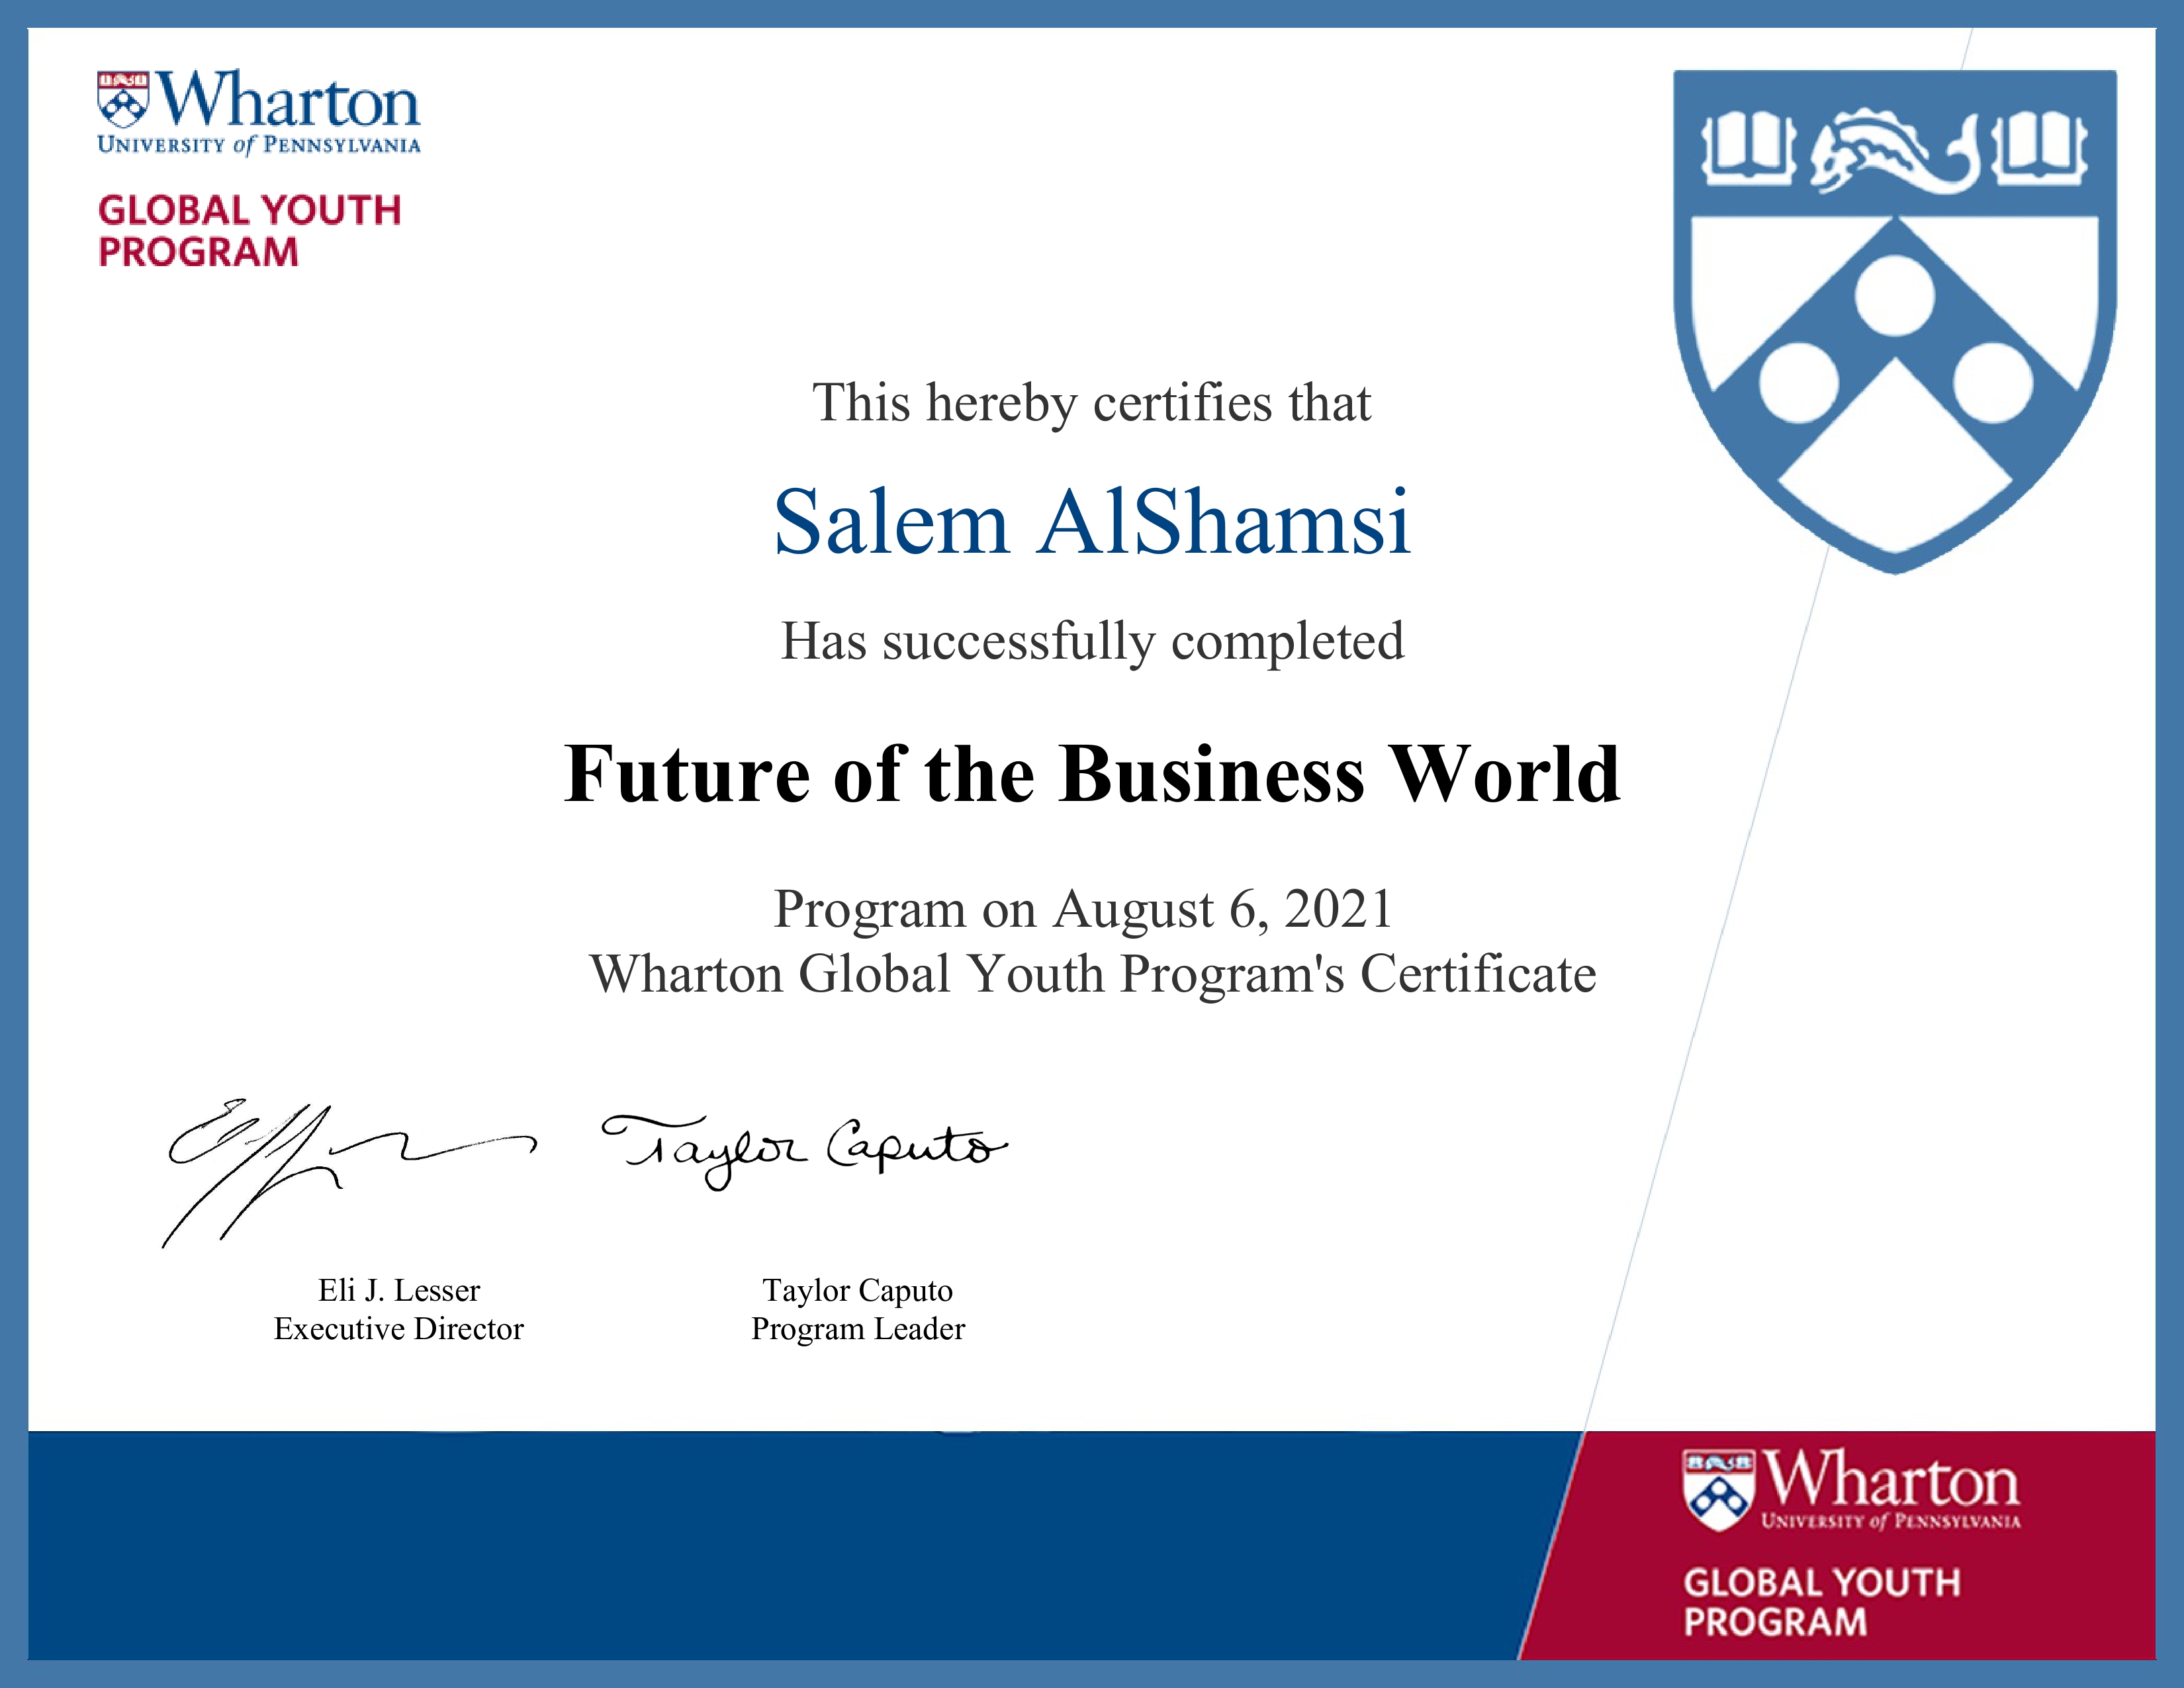 Wharton
UNIVERSITY of PENNSYLVANIA
GLOBAL YOUTH
PROGRAM
This hereby certifies that
Salem AlShamsi
Has successfully completed
Future of the Business World
Program on August 6, 2021
Wharton Global Youth Program's Certificate
Taylor Caputo
Eli J. Lesser
Executive Director
Taylor Caputo
Program Leader
Wharton
UNIVERSITY of PENNSYLVANIA
GLOBAL YOUTH
PROGRAM